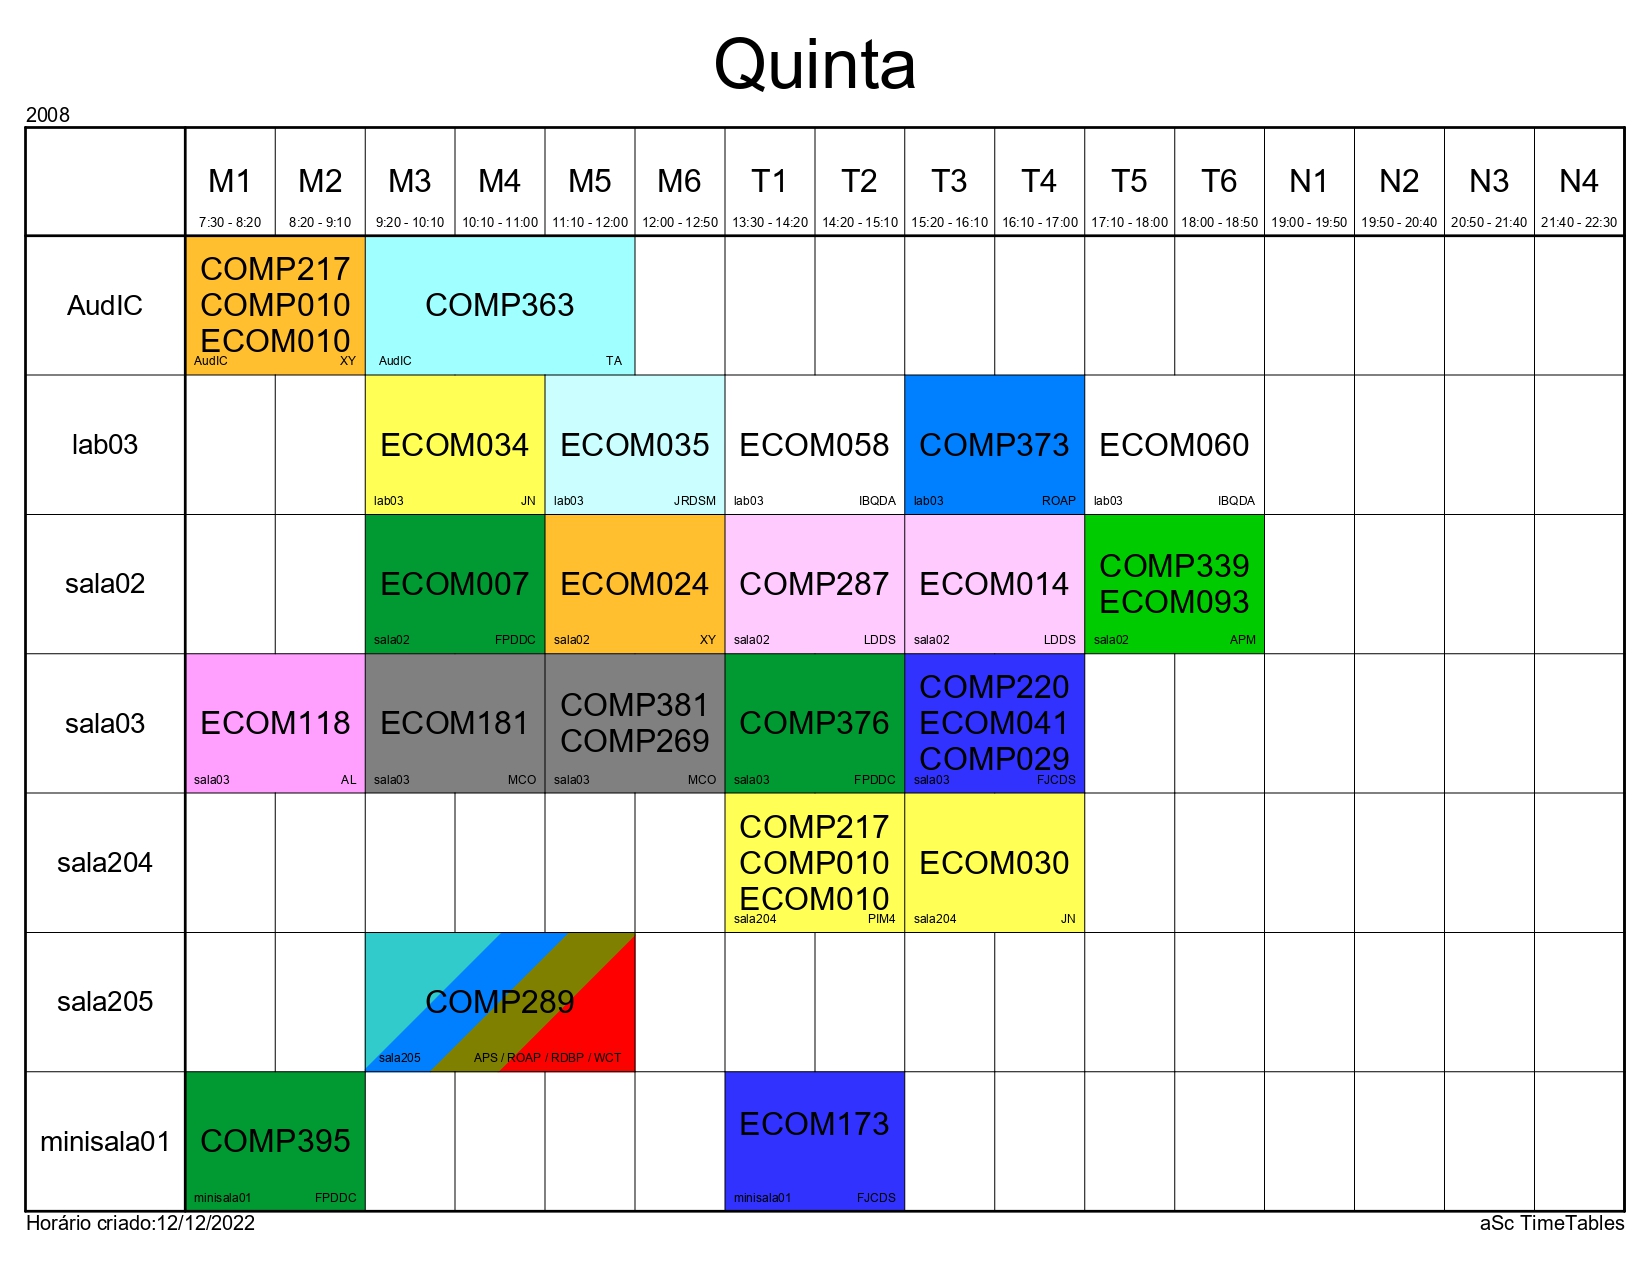 Quinta
2008
M1 M2 M3 M4 M5 M6 T1 T2 T3 T4 T5 T6 N1 N2 N3 N4
7:30 - 8:20 8:20 - 9:10 9:20 - 10:10 10:10 - 11:00 11:10 - 12:00 12:00 - 12:50 13:30 - 14:20 14:20 - 15:10 15:20 - 16:10 16:10 - 17:00 17:10 - 18:00 18:00 - 18:50 19:00 - 19:50 19:50 - 20:40 20:50 - 21:40 21:40 - 22:30
AudIC
COMP217
COMP010
ECOM010
AudIC XY
COMP363
AudIC TA
lab03
ECOM034
lab03 JN
ECOM035
lab03 JRDSM
ECOM058
lab03 IBQDA
COMP373
lab03 ROAP
ECOM060
lab03 IBQDA
sala02
ECOM007
sala02 FPDDC
ECOM024
sala02 XY
COMP287
sala02 LDDS
ECOM014
sala02 LDDS
COMP339
ECOM093
sala02 APM
sala03
ECOM118
sala03 AL
ECOM181
sala03 MCO
COMP381
COMP269
sala03 MCO
COMP376
sala03 FPDDC
COMP220
ECOM041
COMP029
sala03 FJCDS
sala204
COMP217
COMP010
ECOM010
sala204 PIM4
ECOM030
sala204 JN
sala205
COMP289
sala205 APS / ROAP / RDBP / WCT
minisala01
COMP395
minisala01 FPDDC
ECOM173
minisala01 FJCDS
Horário criado:12/12/2022
aSc TimeTables